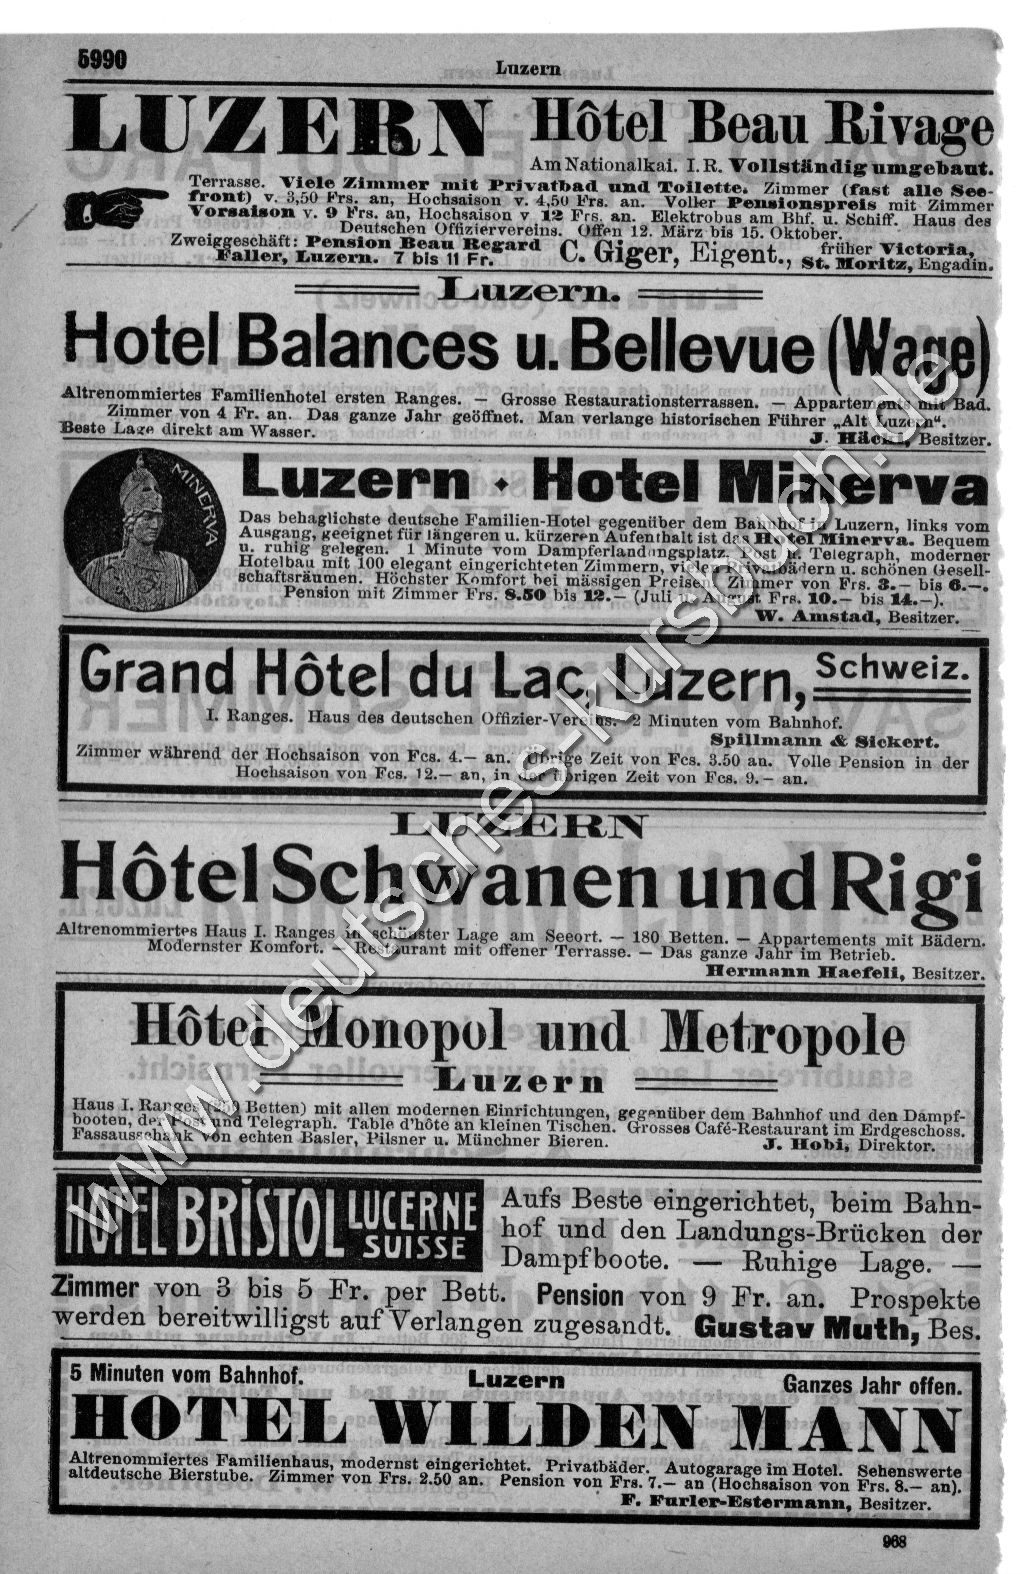 5990
Luzern
LUZERN Hôtel Beau Rivage
Am Nationalkai. I.R. Vollständig umgebaut.
Terrasse. Viele Zimmer mit Privatbad und Toilette. Zimmer (fast alle See-
front) v. 3,50 Frs. an, Hochsaison v. 4,50 Frs. an. Voller Pensionspreis mit Zimmer
Vorsaison v. 9 Frs. an, Hochsaison v 12 Frs. an. Elektrobus am Bhf. u. Schiff. Haus des
Deutschen Offiziervereins. Offen 12. März bis 15. Oktober.
Zweiggeschäft: Pension Beau Regard
Faller, Luzern. 7 bis 11 Fr.
C. Giger, Eigent., früher Victoria,
St. Moritz, Engadin.
Luzern.
Hotel Balances u. Bellevue (Wage)
Altrenommiertes Familienhotel ersten Ranges. — Grosse Restaurationsterrassen. — Appartements mit Bad.
Zimmer von 4 Fr. an. Das ganze Jahr geöffnet. Man verlange historischen Führer „Alt Luzern“.
Beste Lage direkt am Wasser.
J. Häcki, Besitzer.
MINERVA
Luzern · Hotel Minerva
Das behaglichste deutsche Familien-Hotel gegenüber dem Bahnhof in Luzern, links vom
Ausgang, geeignet für längeren u. kürzeren Aufenthalt ist das Hotel Minerva. Bequem
u. ruhig gelegen. 1 Minute vom Dampferlandungsplatz, Post u. Telegraph, moderner
Hotelbau mit 100 elegant eingerichteten Zimmern, vielen Privatbädern u. schönen Gesell-
schaftsräumen. Höchster Komfort bei mässigen Preisen. Zimmer von Frs. 3.— bis 6.—.
Pension mit Zimmer Frs. 8.50 bis 12.— (Juli u. August Frs. 10.— bis 14.—).
W. Amstad, Besitzer.
Grand Hôtel du Lac, Luzern, Schweiz.
I. Ranges. Haus des deutschen Offizier-Vereins. 2 Minuten vom Bahnhof.
Spillmann & Sickert.
Zimmer während der Hochsaison von Fcs. 4.— an. Übrige Zeit von Fcs. 3.50 an. Volle Pension in der
Hochsaison von Fcs. 12.— an, in der übrigen Zeit von Fcs. 9.— an.
LUZERN
Hôtel Schwanen und Rigi
Altrenommiertes Haus I. Ranges in schönster Lage am Seeort. — 180 Betten. — Appartements mit Bädern.
Modernster Komfort. — Restaurant mit offener Terrasse. — Das ganze Jahr im Betrieb.
Hermann Haefeli, Besitzer.
Hôtel Monopol und Metropole
Luzern
Haus I. Ranges Betten) mit allen modernen Einrichtungen, gegenüber dem Bahnhof und den Dampf-
booten, der Post und Telegraph. Table d'hôte an kleinen Tischen. Grosses Café-Restaurant im Erdgeschoss.
Fassausschank von echten Basler, Pilsner u. Münchner Bieren.
J. Hobi, Direktor.
HOTEL BRISTOL LUCERNE
SUISSE
Aufs Beste eingerichtet, beim Bahn-
hof und den Landungs-Brücken der
Dampfboote. — Ruhige Lage. —
Zimmer von 3 bis 5 Fr. per Bett. Pension von 9 Fr. an. Prospekte
werden bereitwilligst auf Verlangen zugesandt. Gustav Muth, Bes.
5 Minuten vom Bahnhof. Luzern Ganzes Jahr offen.
HOTEL WILDEN MANN
Altrenommiertes Familienhaus, modernst eingerichtet. Privatbäder. Autogarage im Hotel. Sehenswerte
altdeutsche Bierstube. Zimmer von Frs. 2.50 an. Pension von Frs. 7.— an (Hochsaison von Frs. 8.— an).
F. Furler-Estermann, Besitzer.
968
www.deutsches-kursbuch.de